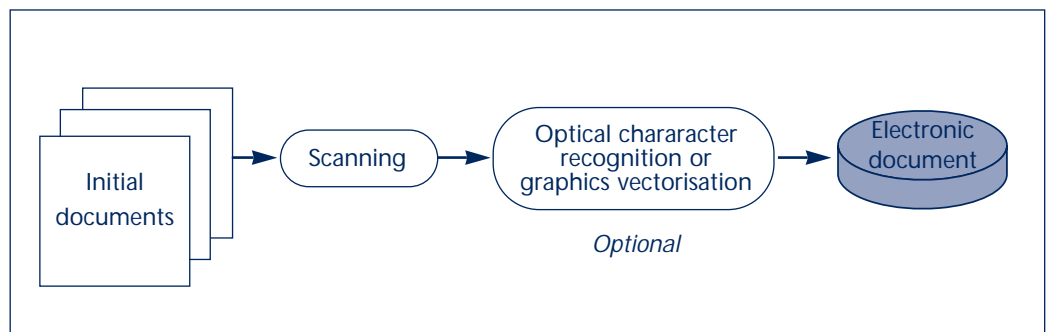 Initial
documents
Scanning
Optical chararacter
recognition or
graphics vectorisation
Optional
Electronic
document